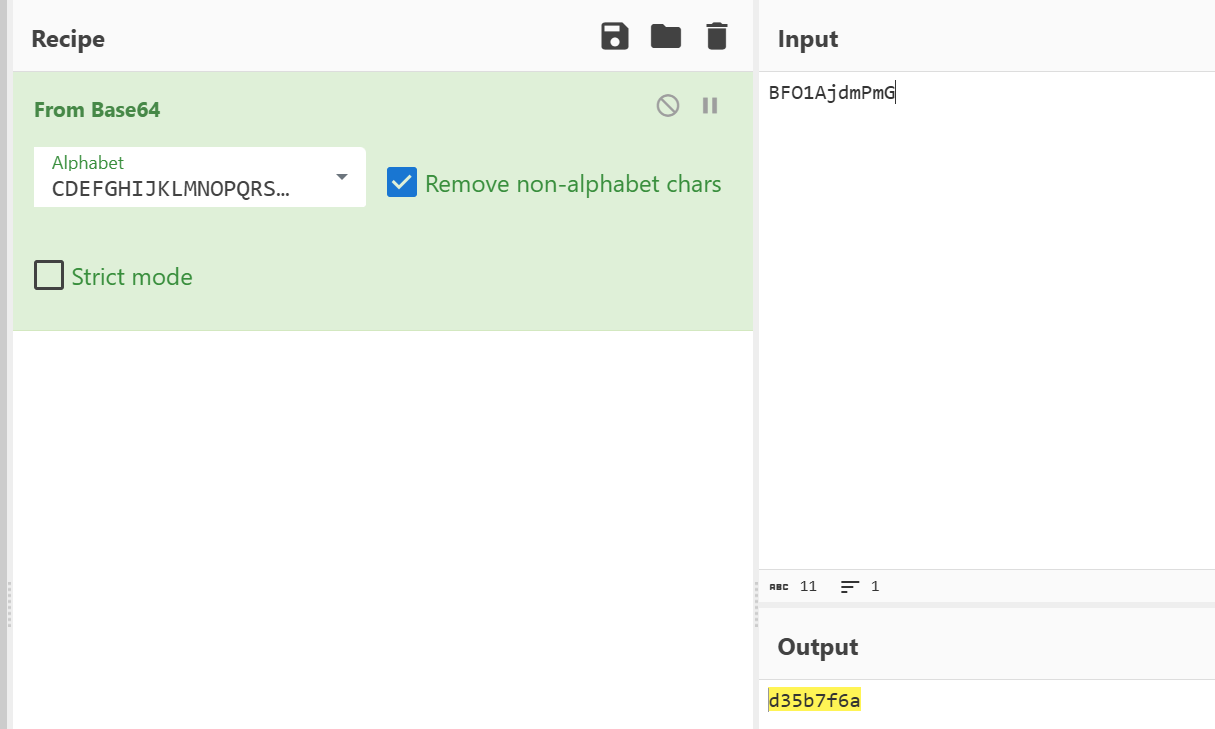 Recipe
From Base64
Alphabet
CDEFGHIJKLMNOPQRS...
Remove non-alphabet chars
Strict mode
Input
BFO1AjdmPmG
ABC 11 1
Output
d35b7f6a